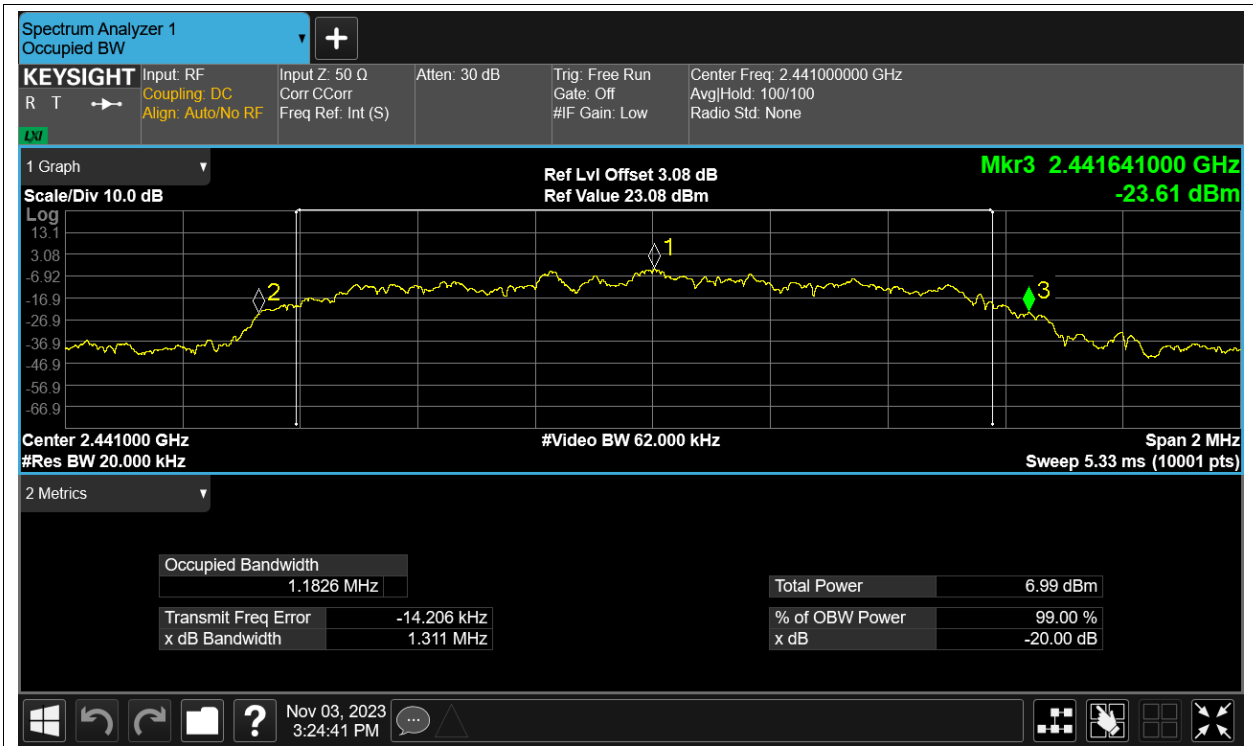 Spectrum Analyzer 1
Occupied BW
KEYSIGHT
R T
LXI
Input: RF
Coupling: DC
Align: Auto/No RF
Input Z: 50 Ω
Corr CCorr
Freq Ref: Int (S)
Atten: 30 dB
Trig: Free Run
Gate: Off
#IF Gain: Low
Center Freq: 2.441000000 GHz
Avg|Hold: 100/100
Radio Std: None
1 Graph
Scale/Div 10.0 dB
Ref Lvl Offset 3.08 dB
Ref Value 23.08 dBm
Mkr3 2.441641000 GHz
-23.61 dBm
Log
13.1
3.08
-6.92
-16.9
-26.9
-36.9
-46.9
-56.9
-66.9
1
2
3
Center 2.441000 GHz
#Res BW 20.000 kHz
#Video BW 62.000 kHz
Span 2 MHz
Sweep 5.33 ms (10001 pts)
2 Metrics
Occupied Bandwidth
1.1826 MHz
Transmit Freq Error -14.206 kHz
x dB Bandwidth 1.311 MHz
Total Power 6.99 dBm
% of OBW Power 99.00 %
x dB -20.00 dB
?
Nov 03, 2023
3:24:41 PM